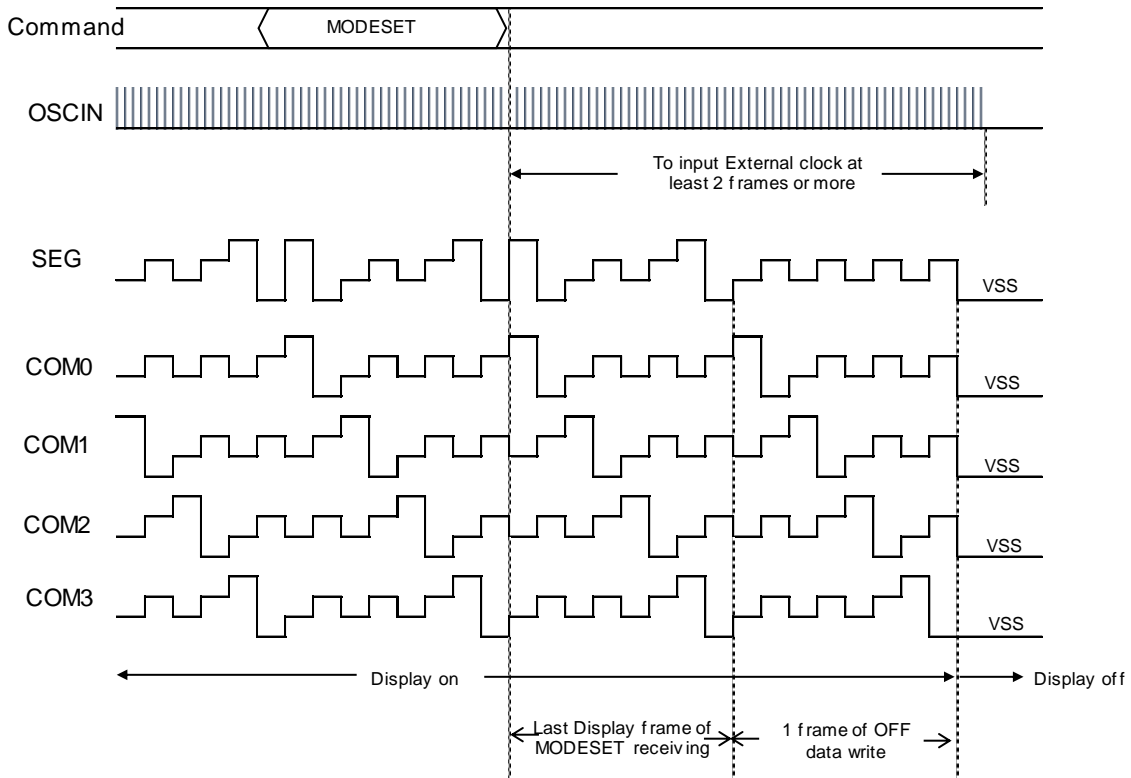 Command
MODESET
OSCIN
To input External clock at
least 2 frames or more
SEG
VSS
COM0
VSS
COM1
VSS
COM2
VSS
COM3
VSS
Display on
Display off
Last Display frame of
MODESET receiving
1 frame of OFF
data write